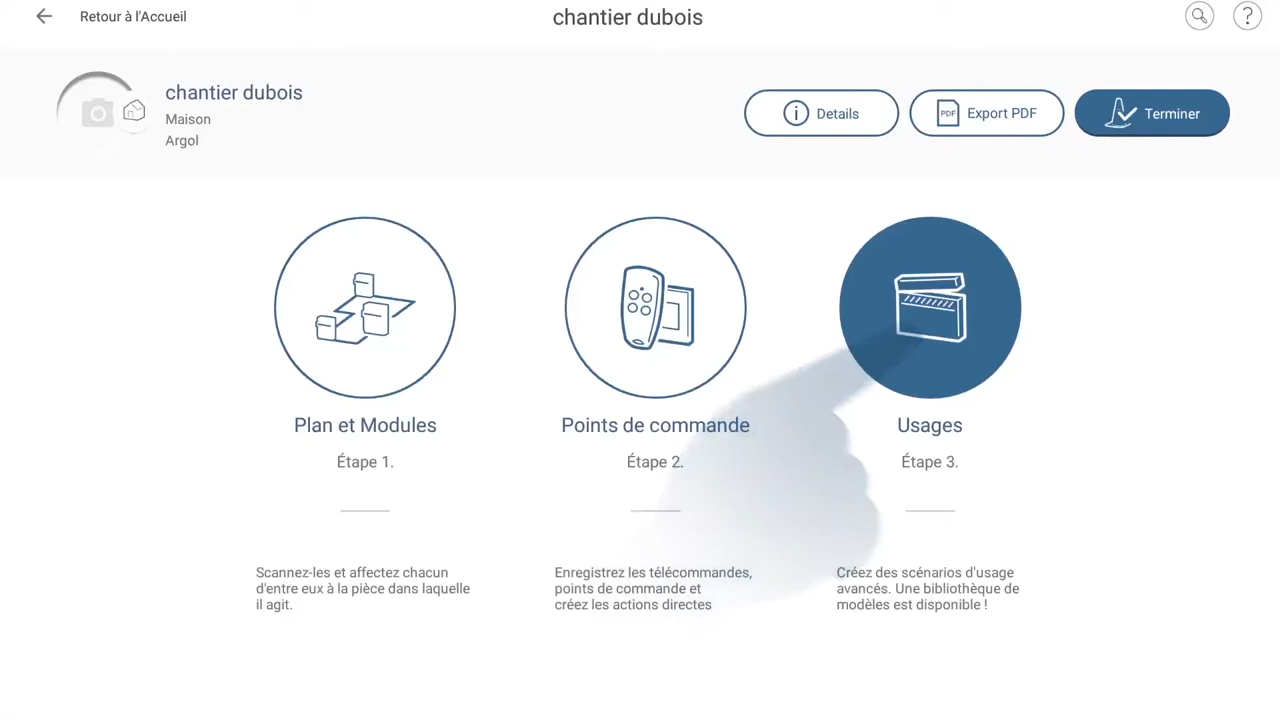 Retour à l'Accueil
chantier dubois
?
chantier dubois
Maison
Argol
i Details
PDF Export PDF
Terminer
Plan et Modules
Points de commande
Usages
Étape 1.
Étape 2.
Étape 3.
Scannez-les et affectez chacun
d'entre eux à la pièce dans laquelle
il agit.
Enregistrez les télécommandes,
points de commande et
créez les actions directes
Créez des scénarios d'usage
avancés. Une bibliothèque de
modèles est disponible !